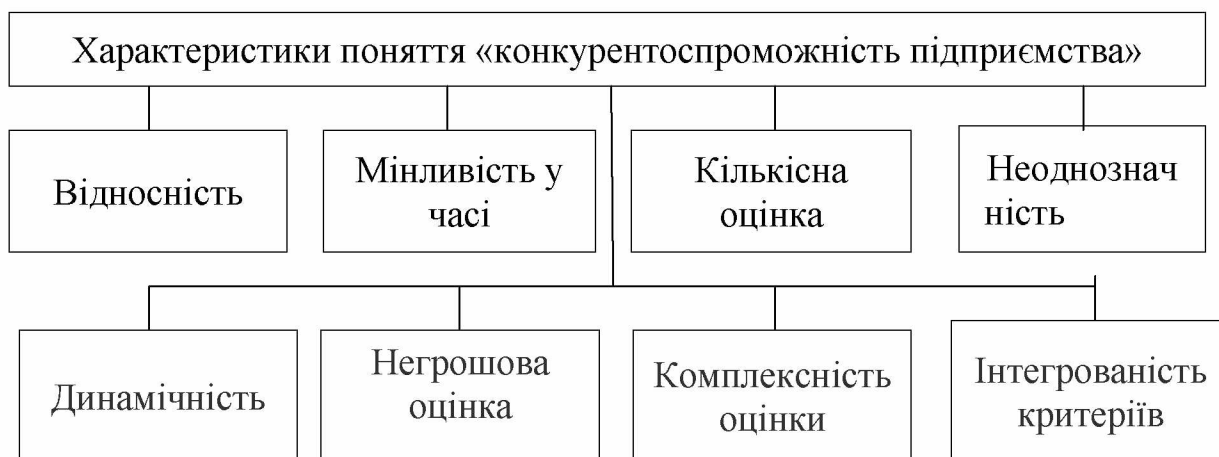 Характеристики поняття «конкурентоспроможність підприємства»
Відносність
Мінливість у
часі
Кількісна
оцінка
Неоднознач
ність
Динамічність
Негрошова
оцінка
Комплексність
оцінки
Інтегрованість
критеріїв